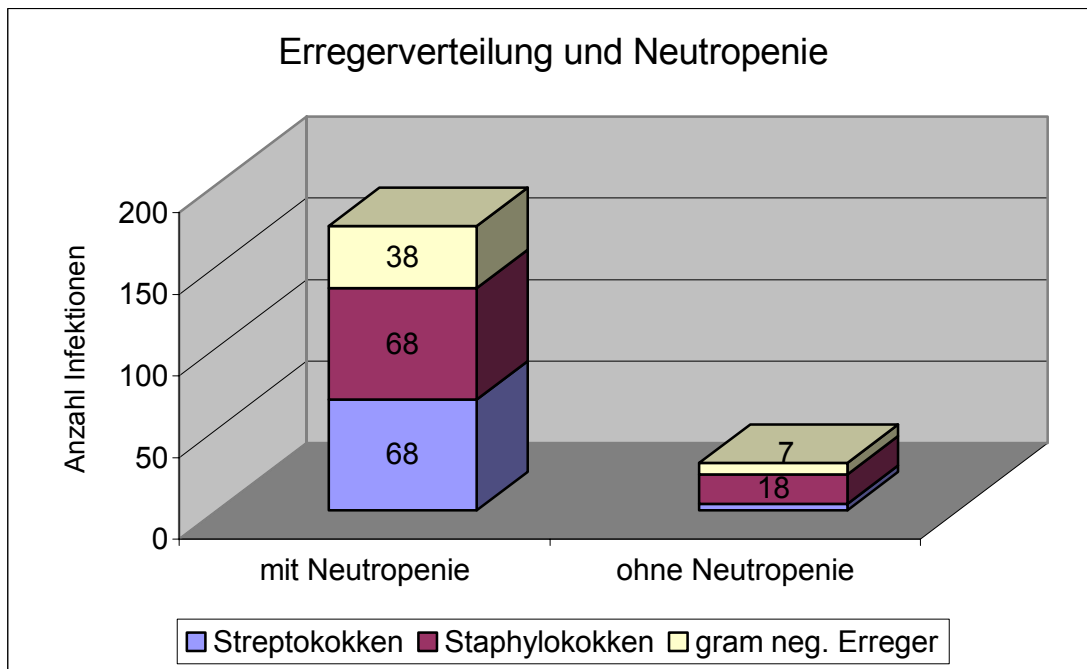 Erregerverteilung und Neutropenie
Anzahl Infektionen
200
150
100
50
0
38
68
68
7
18
mit Neutropenie
ohne Neutropenie
Streptokokken Staphylokokken gram neg. Erreger